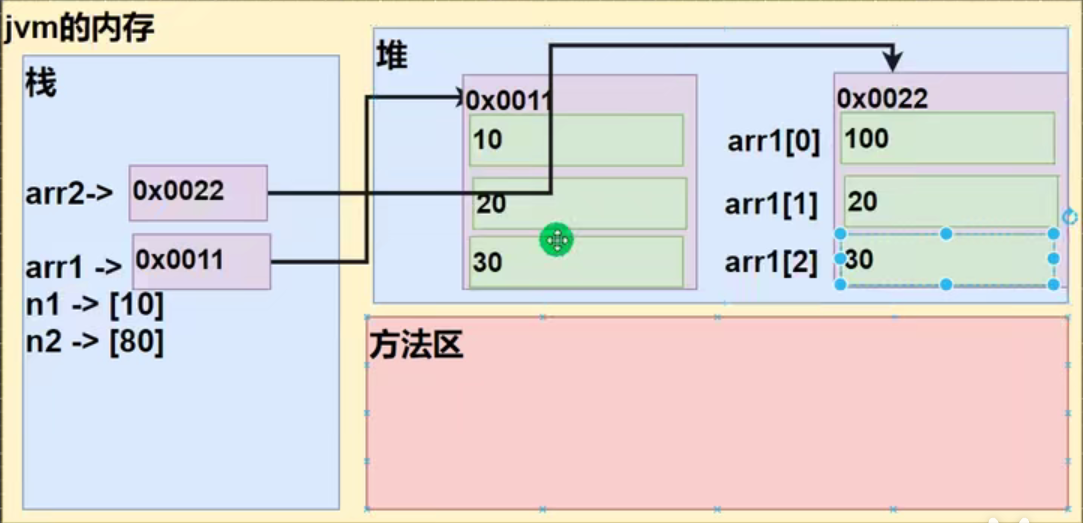 jvm的内存
栈
arr2-> 0x0022
arr1 -> 0x0011
n1 -> [10]
n2 -> [80]
堆
0x0011
10
20
30
0x0022
arr1[0] 100
arr1[1] 20
arr1[2] 30
方法区